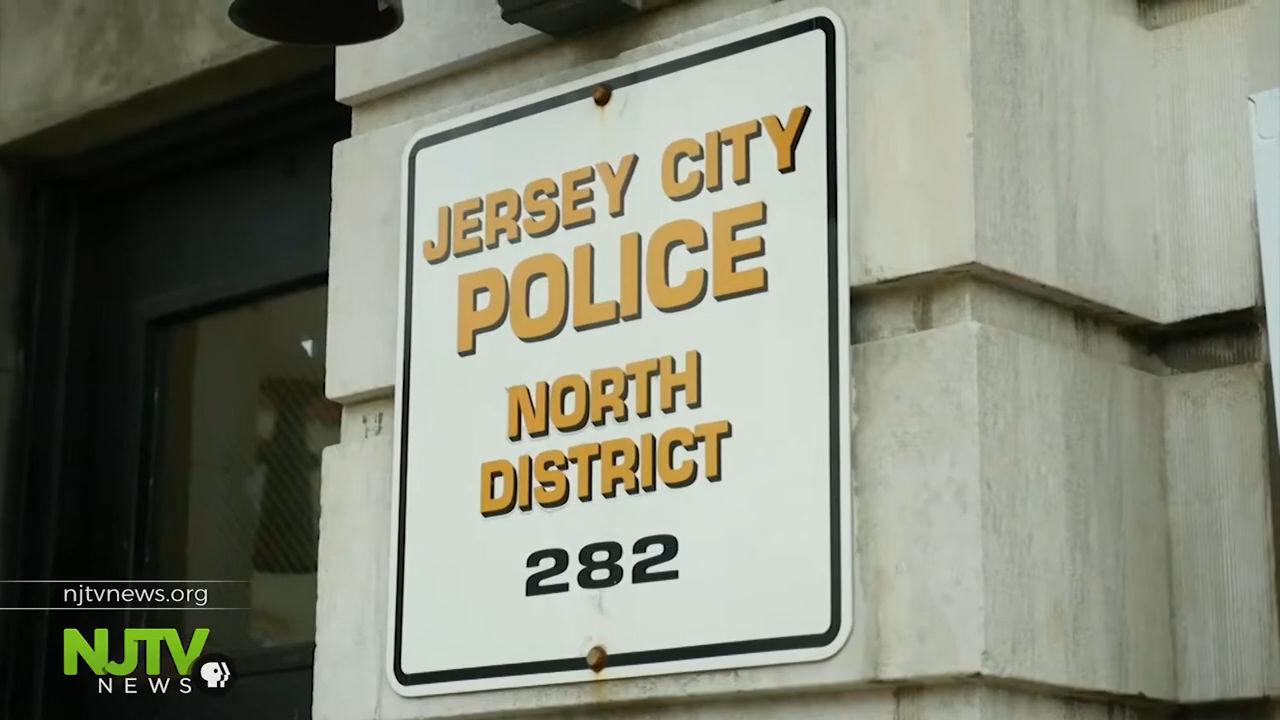 JERSEY CITY
POLICE
NORTH
DISTRICT
282
njtvnews.org
NJTV
NEWS